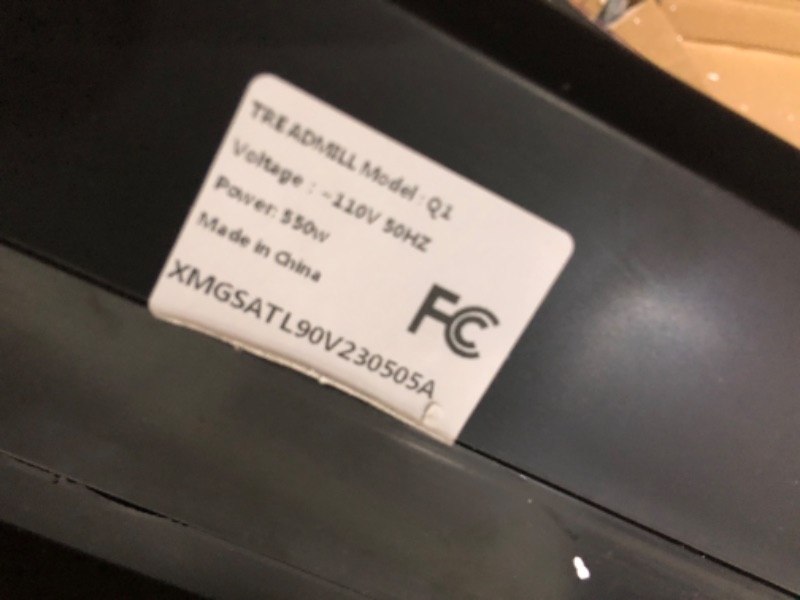 TREADMILL Model : Q1
Voltage : ~110V 50HZ
Power: 550w
Made in China
FC
XMGSATL90V230505A